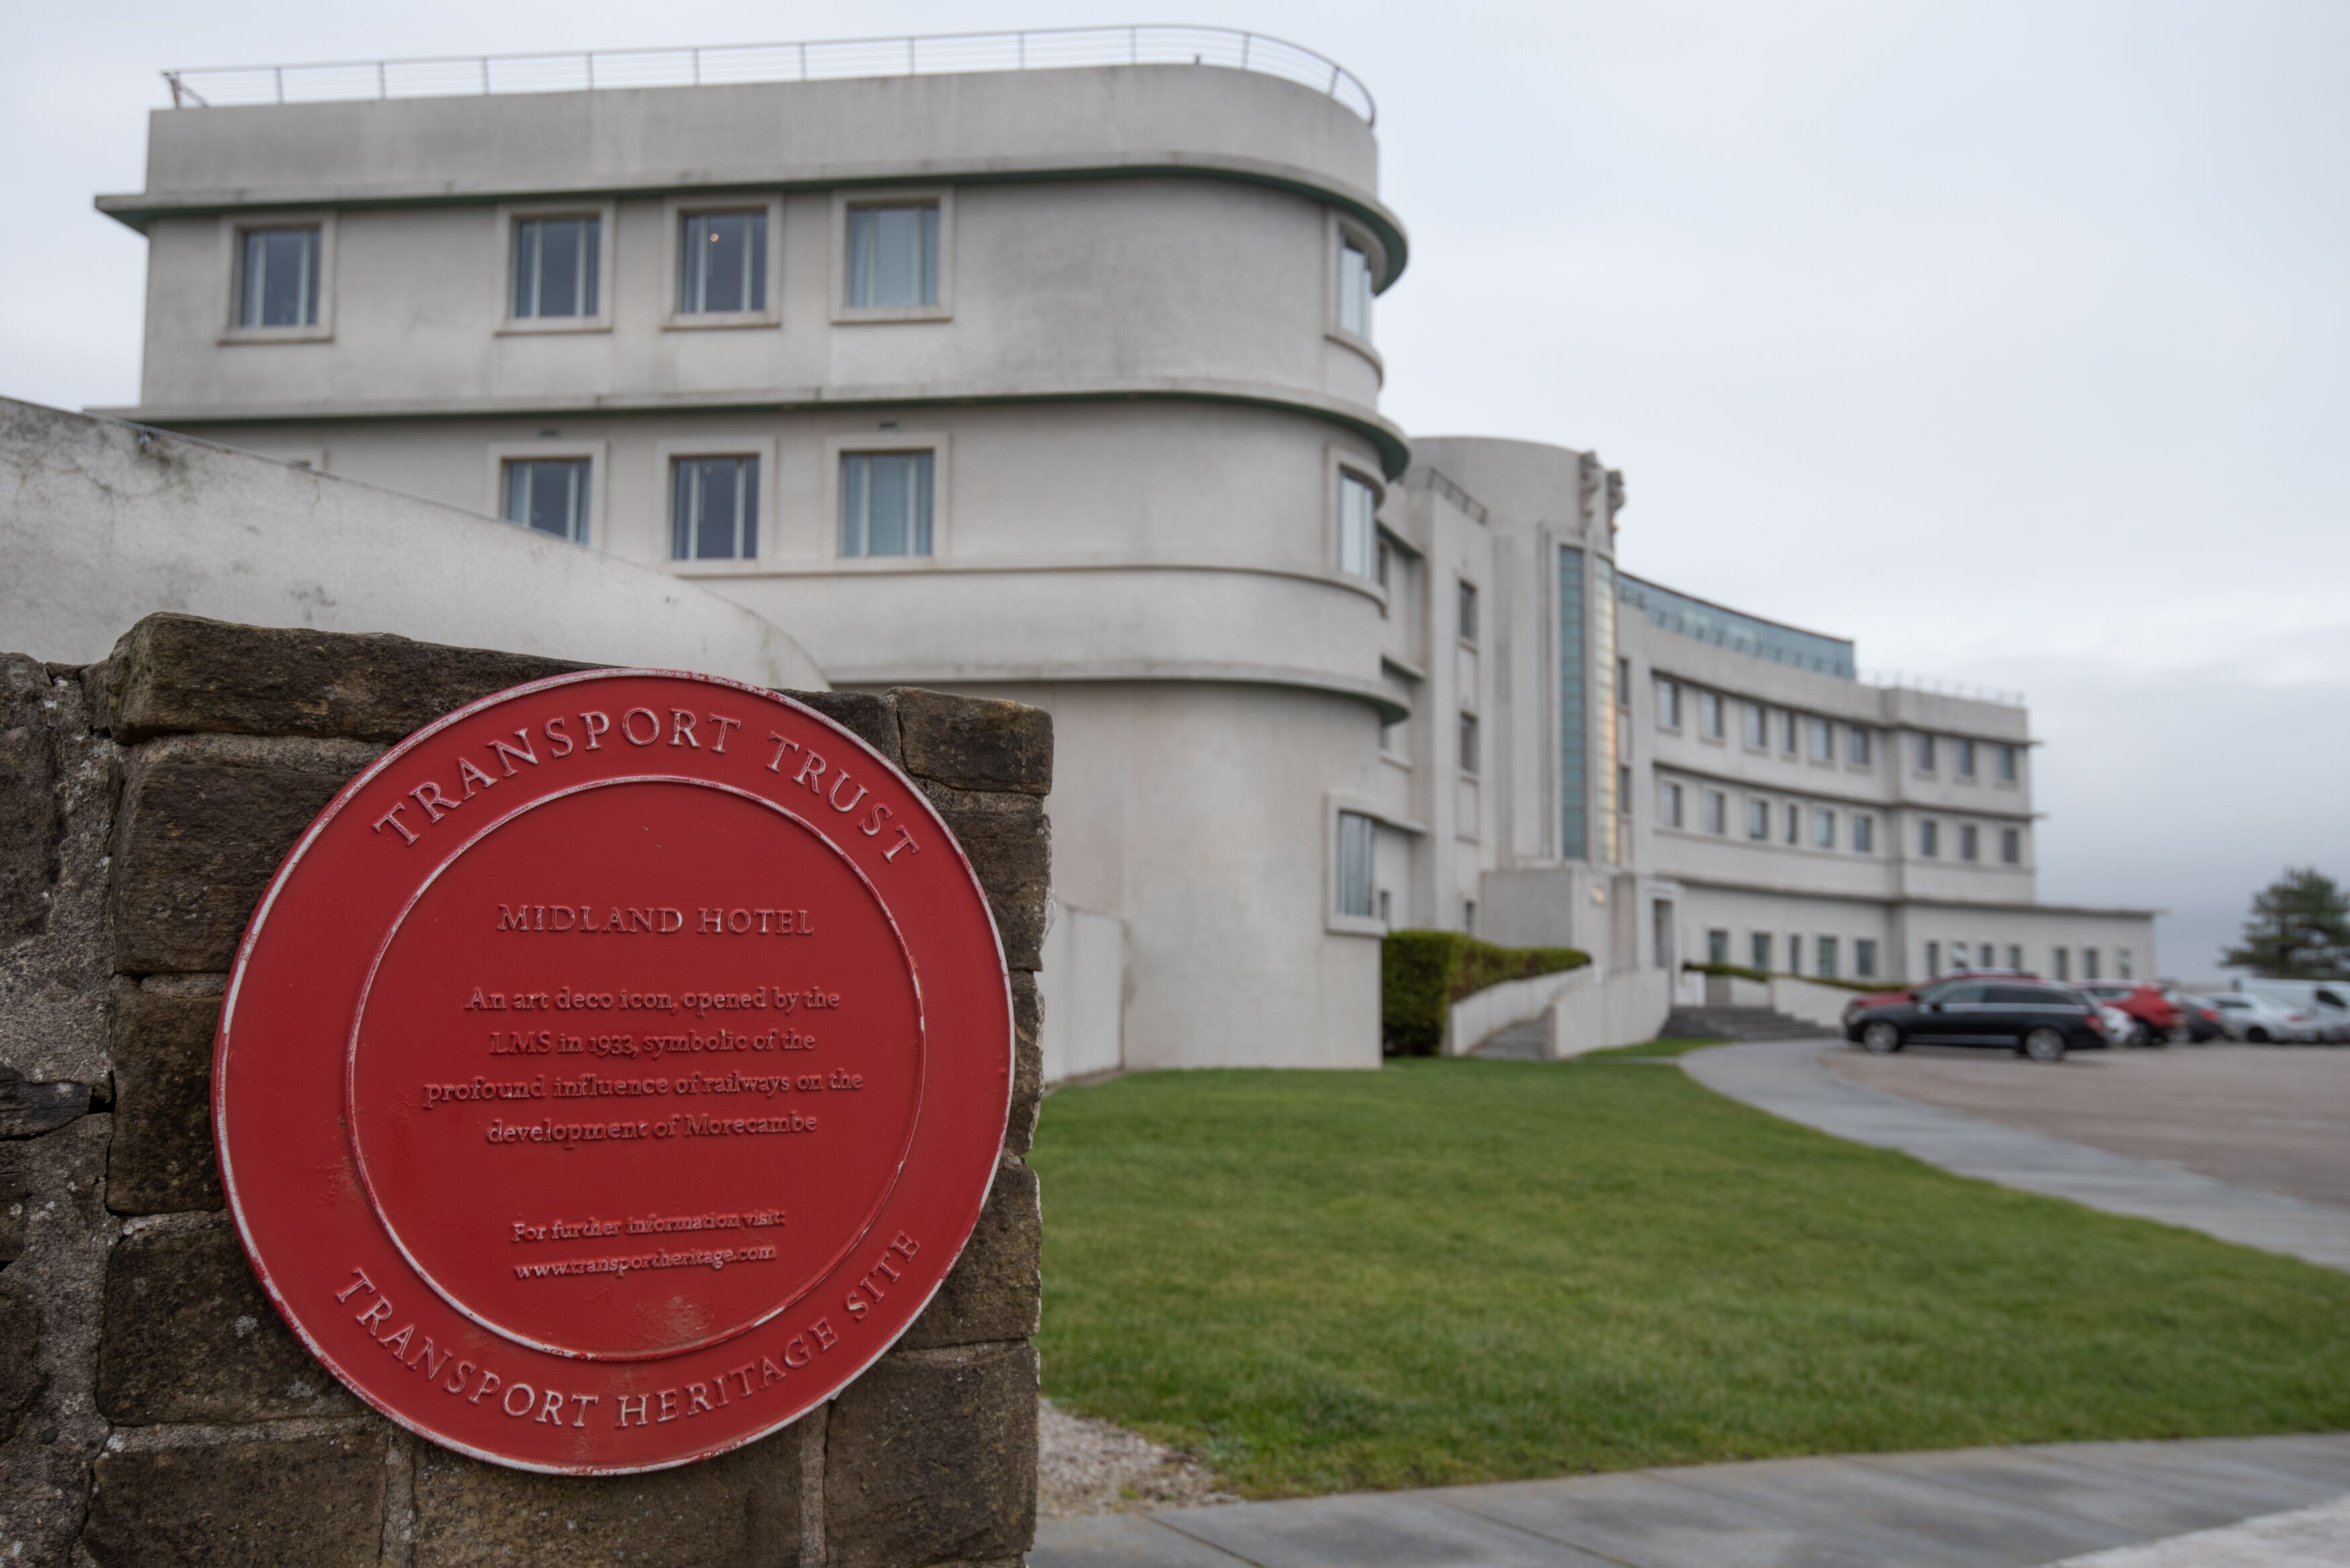 TRANSPORT TRUST
MIDLAND HOTEL
An art deco icon, opened by the
LMS in 1933, symbolic of the
profound influence of railways on the
development of Morecambe
For further information visit:
www.transportheritage.com
TRANSPORT HERITAGE SITE